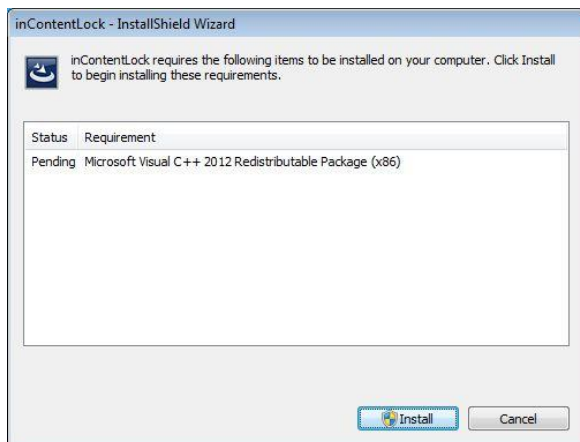 inContentLock - InstallShield Wizard
inContentLock requires the following items to be installed on your computer. Click Install
to begin installing these requirements.
Status Requirement
Pending Microsoft Visual C++ 2012 Redistributable Package (x86)
Install Cancel